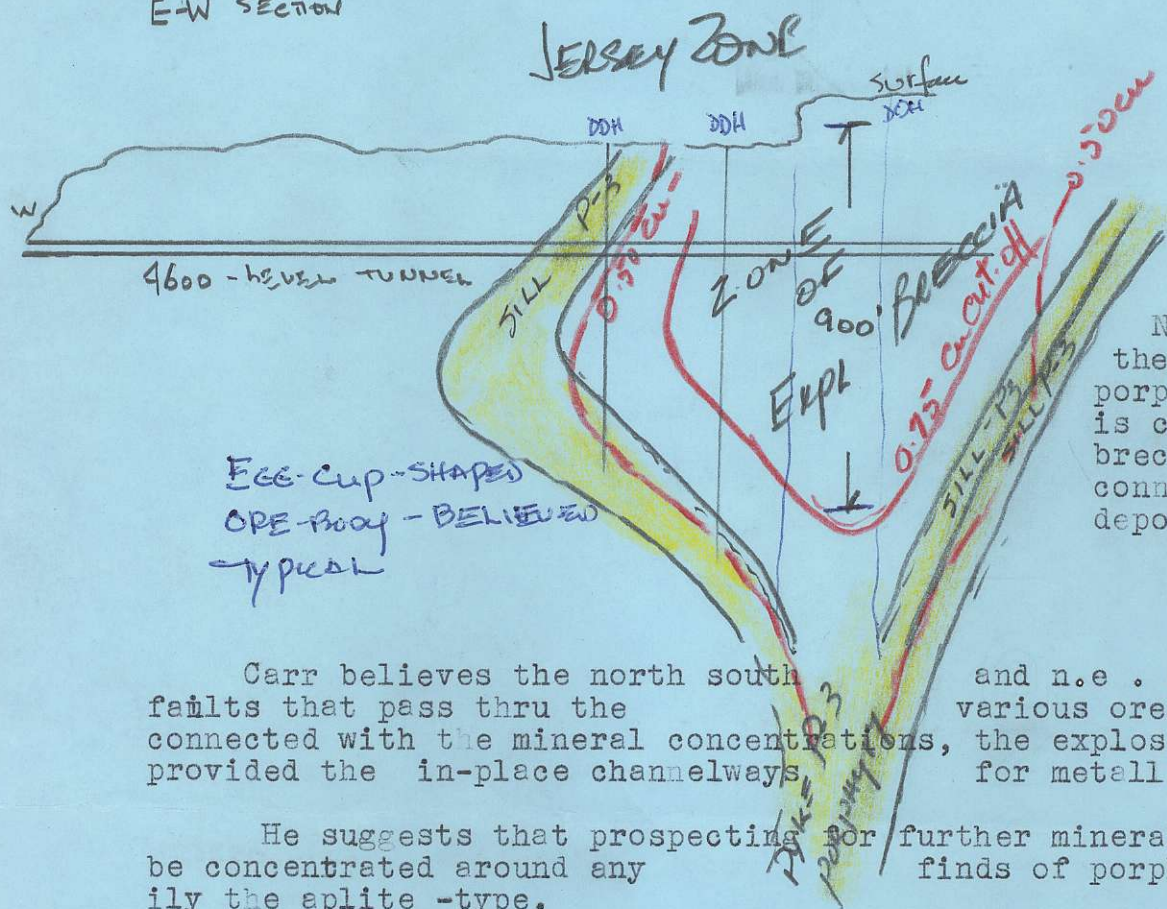 E-W SECTION
JERSEY ZONE
Surface
DDH
DDH
DDH
W
4600 - LEVEL TUNNEL
SILL P-3
0.50 cu -
ZONE
OF
900'
BRECCIA
Expl
0.75 cu cut-off
0.50 cu
SILL - P3
SILL P-3
EGG-Cup-SHAPED
ORE-BODY - BELIEVED
TYPICAL
N
the
porp
is c
brec
conn
depo
Carr believes the north south and n.e .
faults that pass thru the various ore
connected with the mineral concentrations, the explos
provided the in-place channelways for metall
He suggests that prospecting for further minera
be concentrated around any finds of porp
ily the aplite -type.
DYKE P-3
porphyry